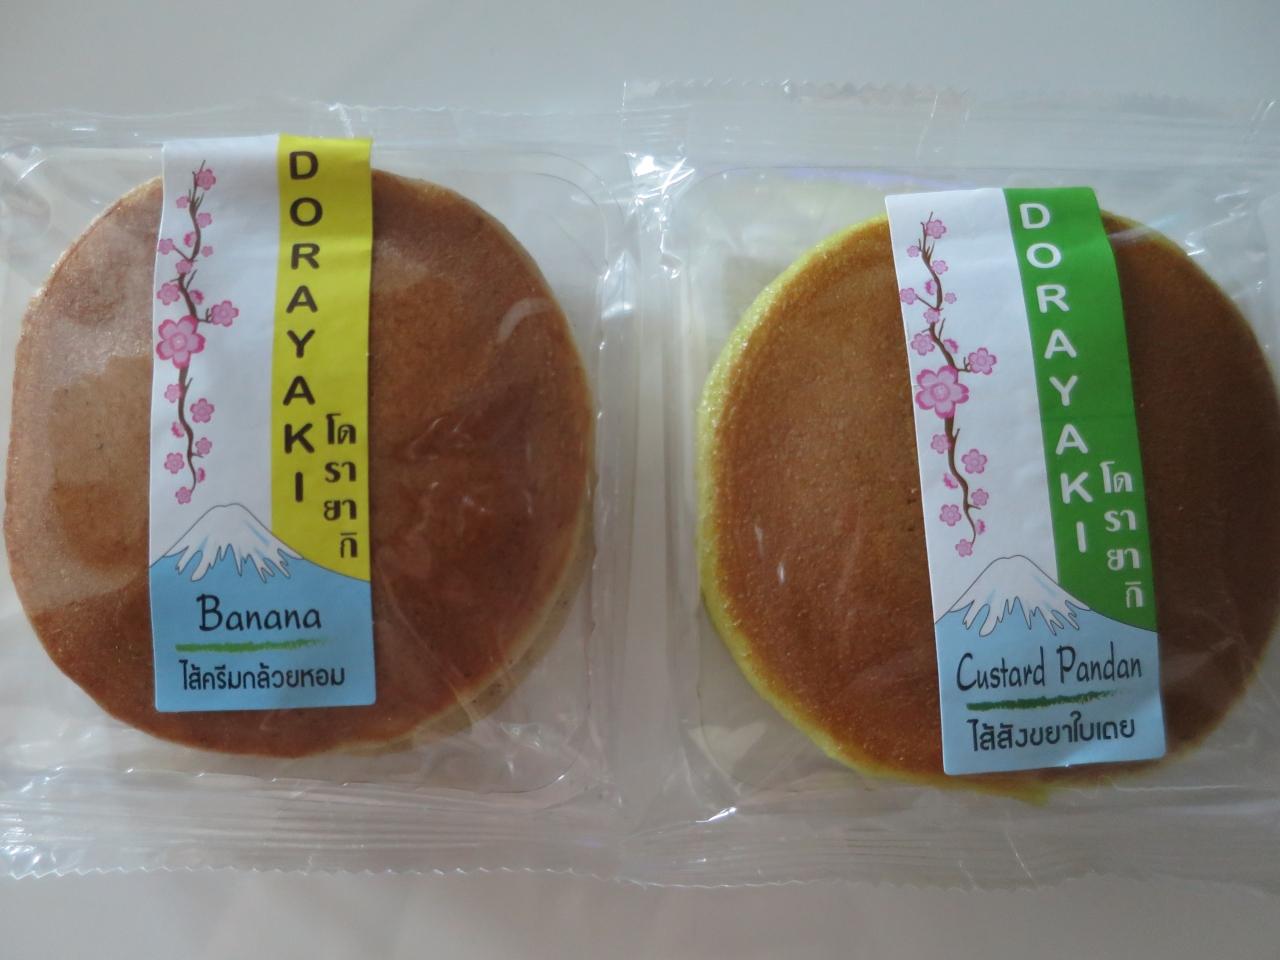 DORAYAKI
โดรายากิ
Banana
ไส้ครีมกล้วยหอม
DORAYAKI
โดรายากิ
Custard Pandan
ไส้สังขยาใบเตย